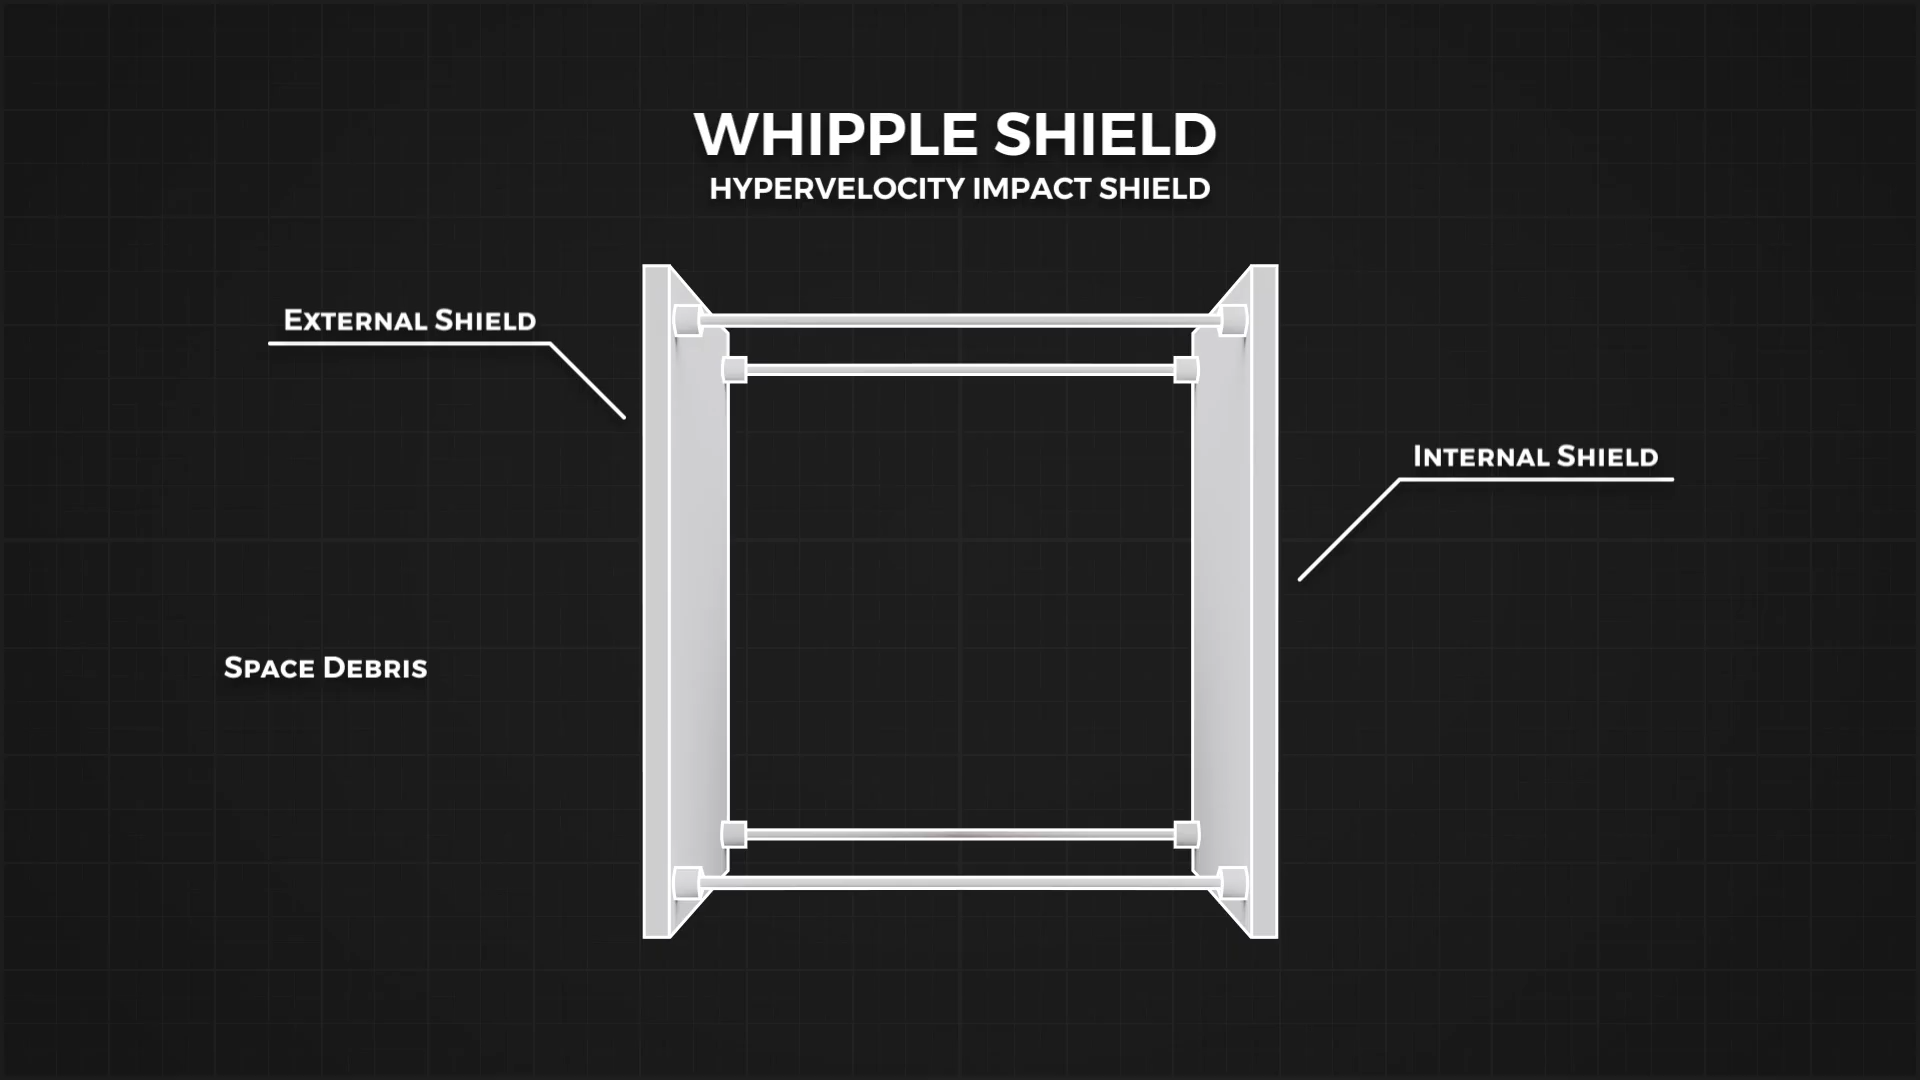 WHIPPLE SHIELD
HYPERVELOCITY IMPACT SHIELD
External Shield
Internal Shield
Space Debris